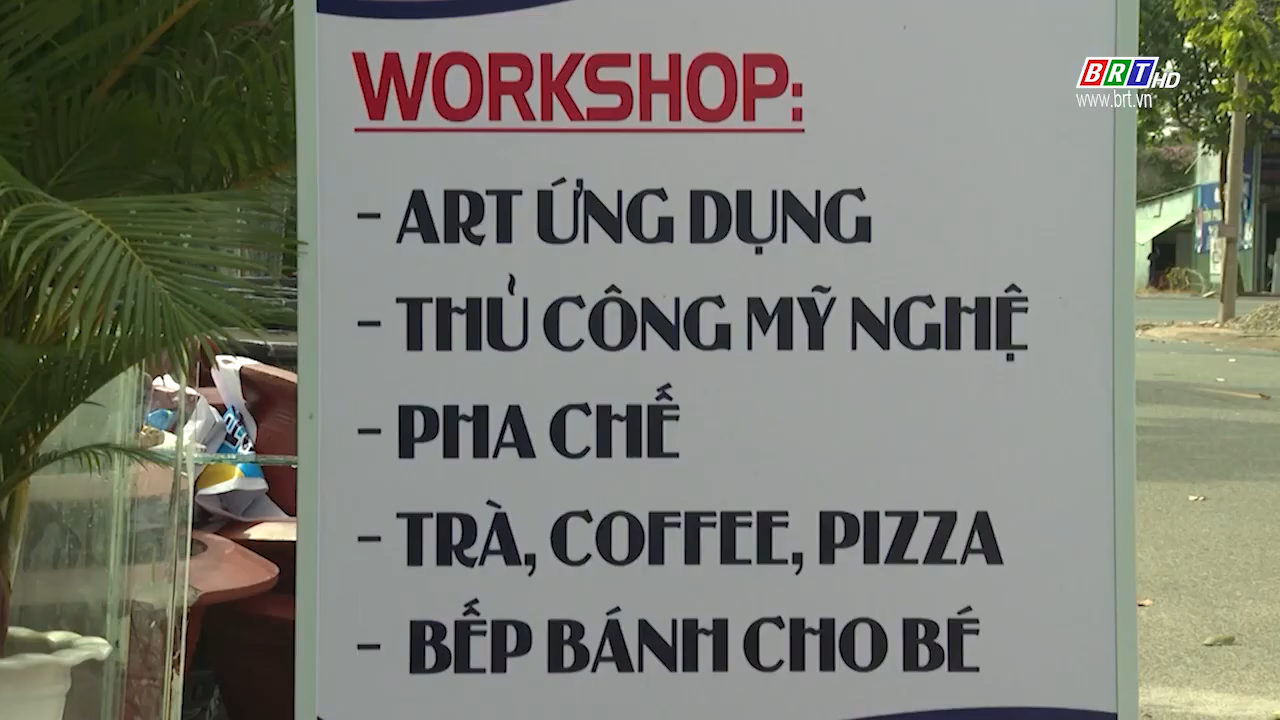 WORKSHOP:
BRT HD
www.brt.vn
- ART ỨNG DỤNG
- THỦ CÔNG MỸ NGHỆ
- PHA CHẾ
- TRÀ, COFFEE, PIZZA
- BẾP BÁNH CHO BÉ